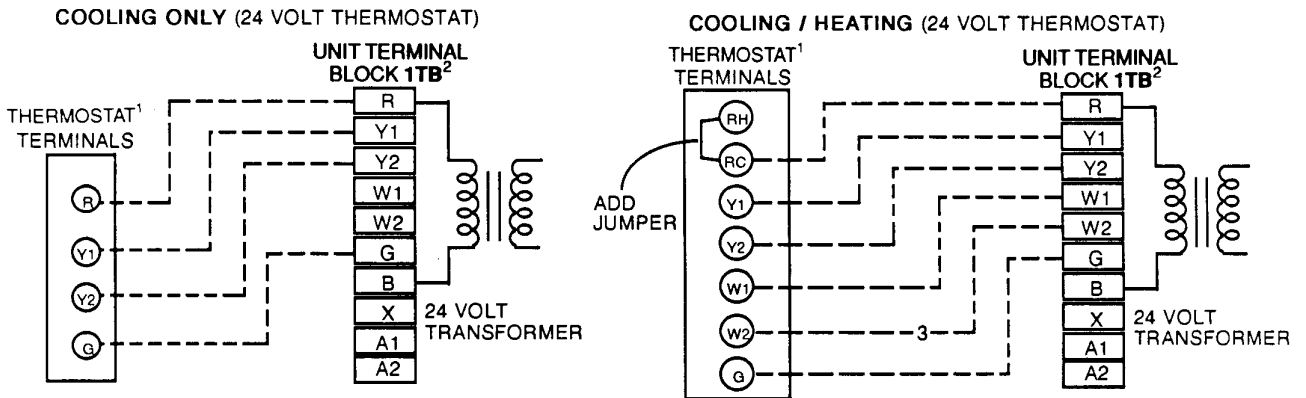 COOLING ONLY (24 VOLT THERMOSTAT)
UNIT TERMINAL
BLOCK 1TB²
THERMOSTAT¹
TERMINALS
R
Y1
Y2
G
R
Y1
Y2
W1
W2
G
B
X
A1
A2
24 VOLT
TRANSFORMER
COOLING / HEATING (24 VOLT THERMOSTAT)
THERMOSTAT¹
TERMINALS
UNIT TERMINAL
BLOCK 1TB²
RH
RC
Y1
Y2
W1
W2
G
ADD
JUMPER
3
R
Y1
Y2
W1
W2
G
B
X
A1
A2
24 VOLT
TRANSFORMER